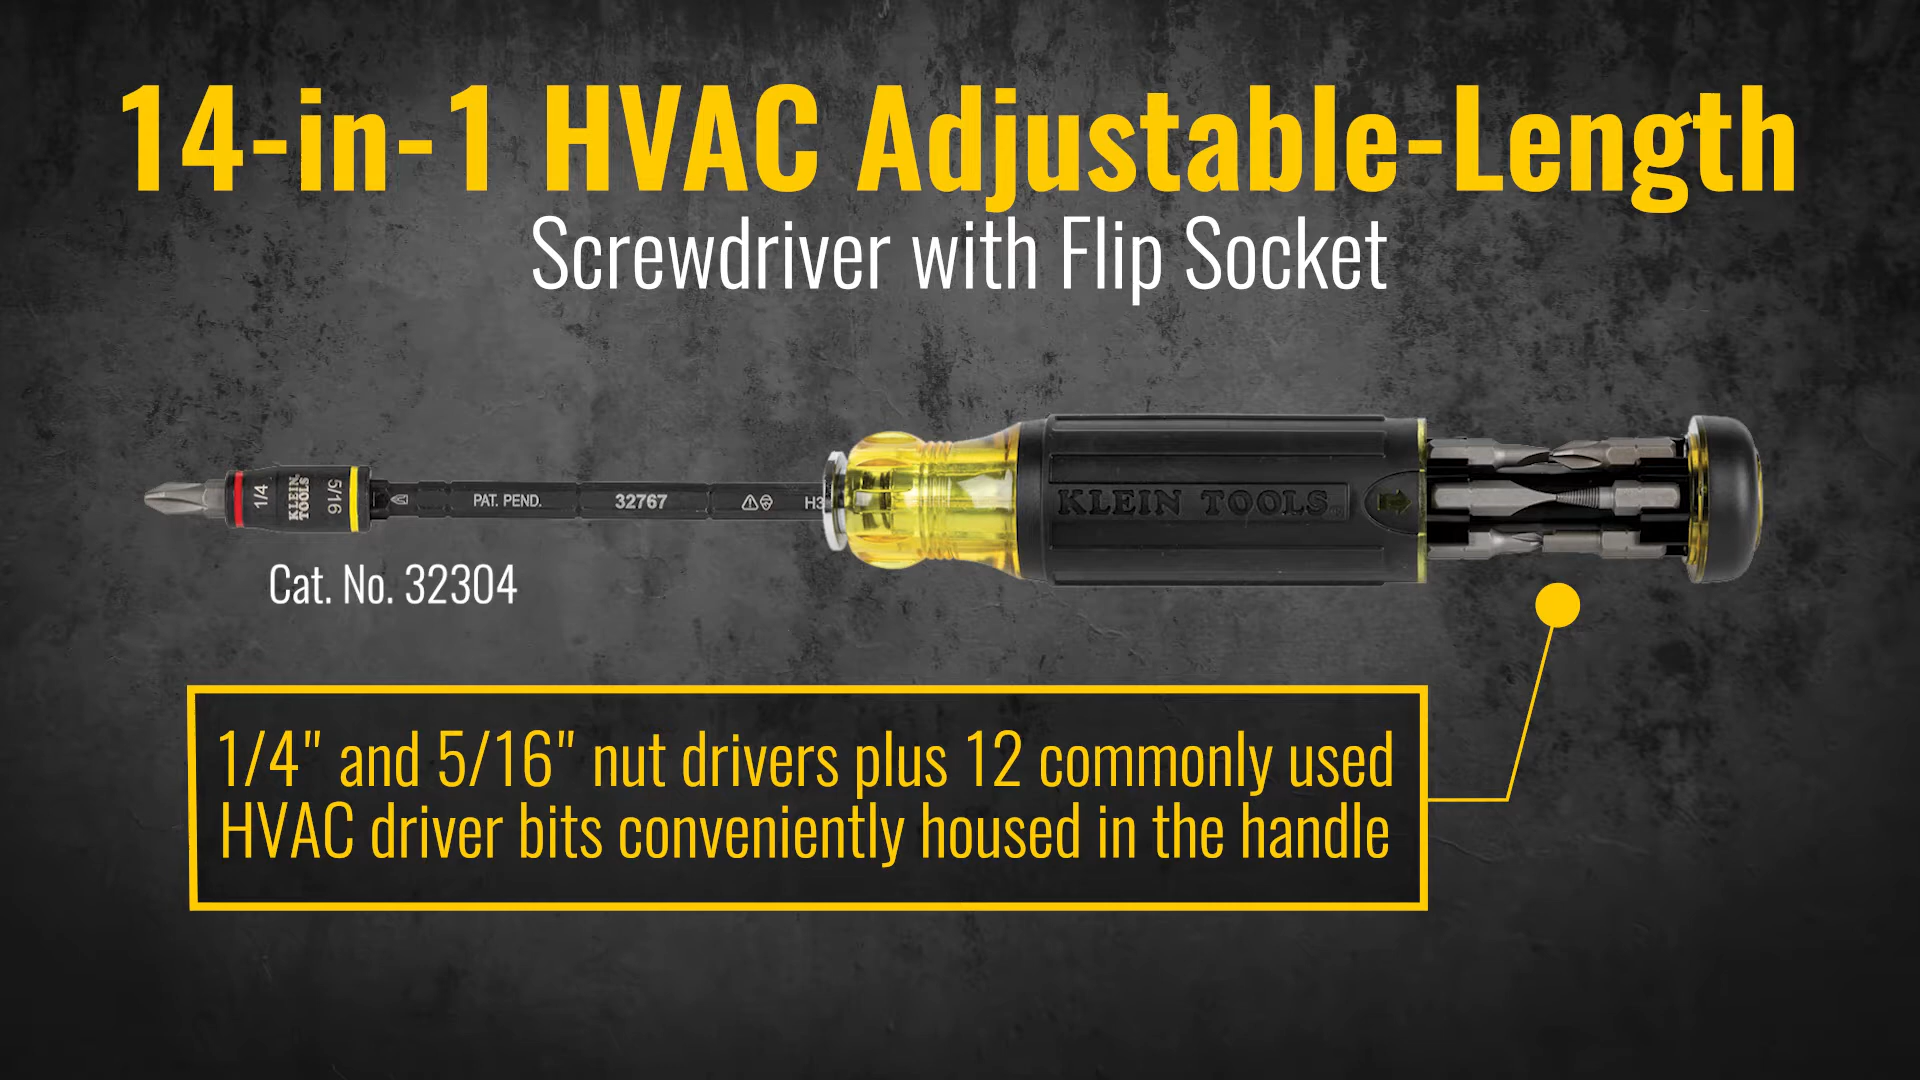 14-in-1 HVAC Adjustable-Length
Screwdriver with Flip Socket
1/4
KLEIN
TOOLS
5/16
PAT. PEND.
32767
H3
KLEIN TOOLS
Cat. No. 32304
1/4" and 5/16" nut drivers plus 12 commonly used
HVAC driver bits conveniently housed in the handle